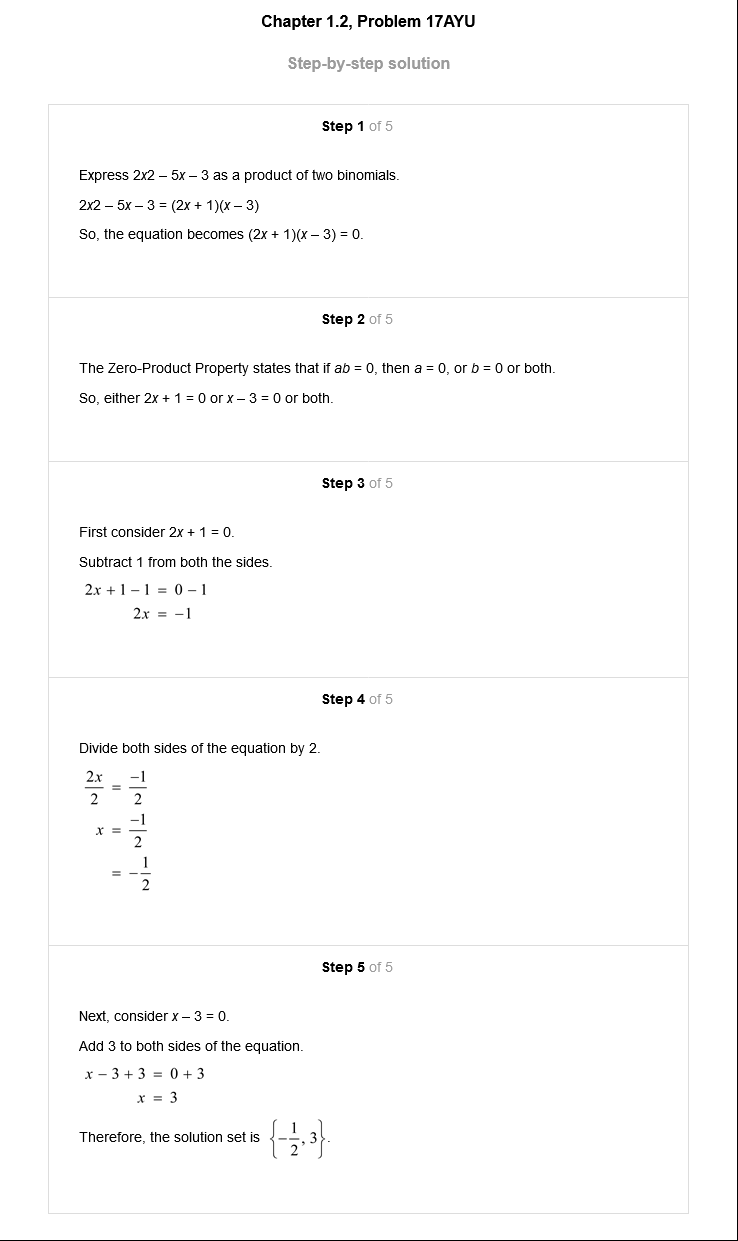 Chapter 1.2, Problem 17AYU
Step-by-step solution
Step 1 of 5
Express 2x2 – 5x – 3 as a product of two binomials.
2x2 – 5x – 3 = (2x + 1)(x – 3)
So, the equation becomes (2x + 1)(x – 3) = 0.
Step 2 of 5
The Zero-Product Property states that if ab = 0, then a = 0, or b = 0 or both.
So, either 2x + 1 = 0 or x – 3 = 0 or both.
Step 3 of 5
First consider 2x + 1 = 0.
Subtract 1 from both the sides.
2x + 1 − 1 = 0 − 1
2x = −1
Step 4 of 5
Divide both sides of the equation by 2.
2x/2 = −1/2
x = −1/2
= −1/2
Step 5 of 5
Next, consider x – 3 = 0.
Add 3 to both sides of the equation.
x − 3 + 3 = 0 + 3
x = 3
Therefore, the solution set is {−1/2, 3}.